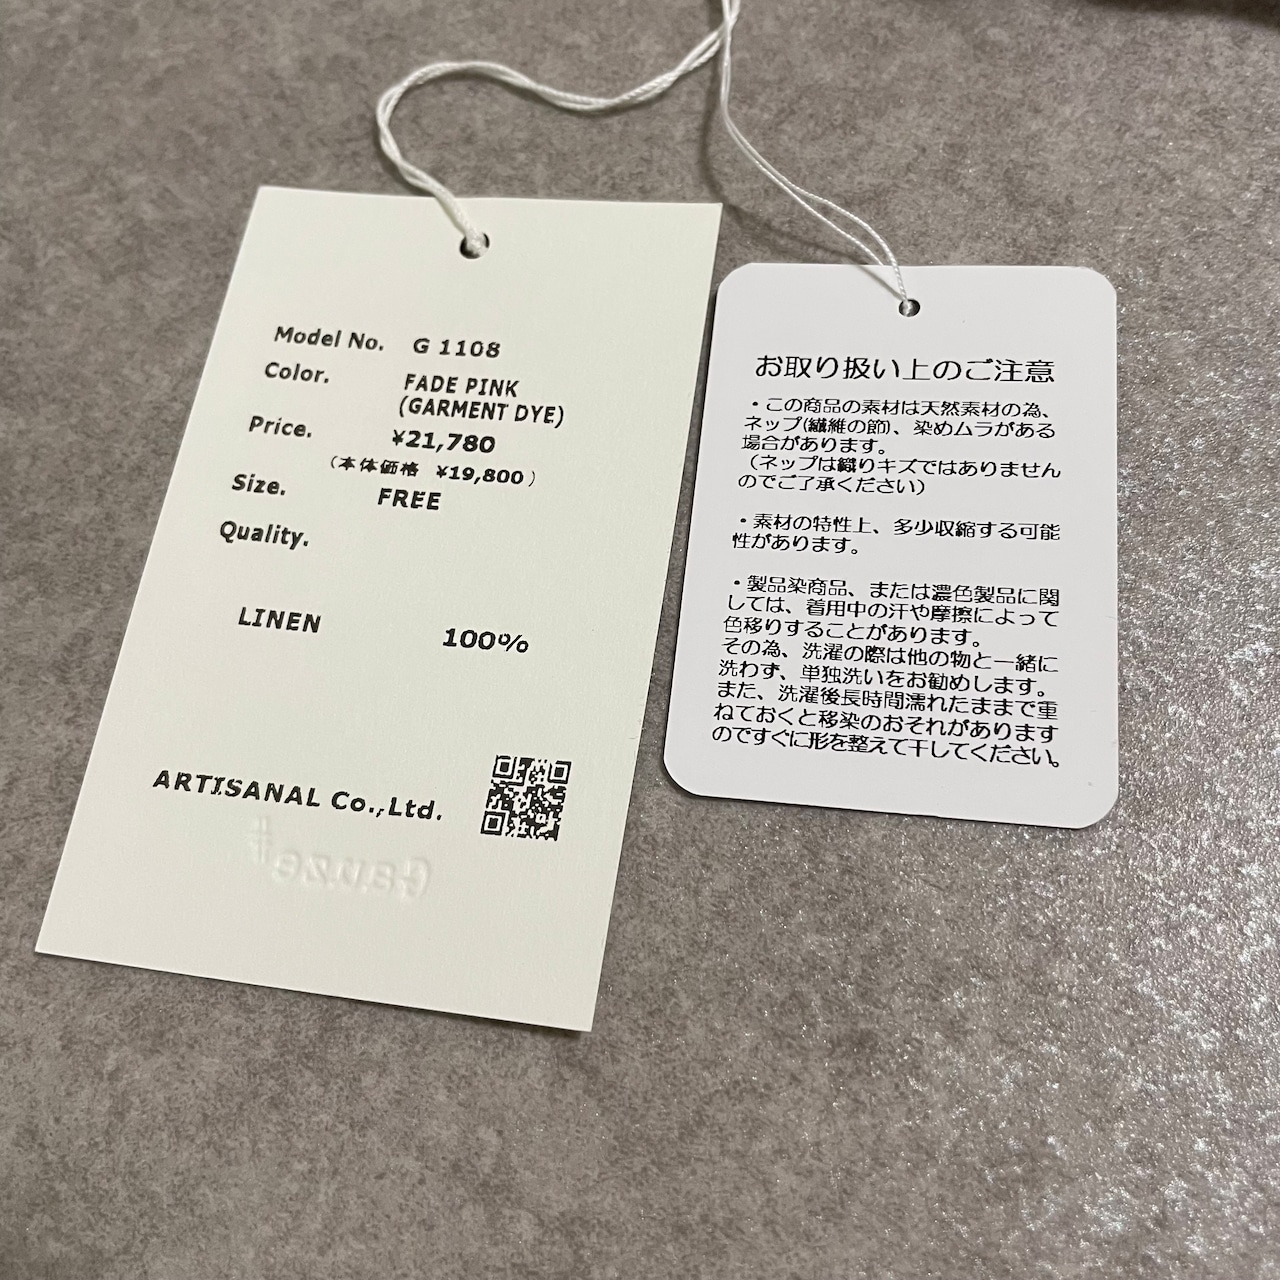 Model No. G 1108
Color. FADE PINK
(GARMENT DYE)
Price. ¥21,780
（本体価格 ¥19,800）
Size. FREE
Quality.
LINEN 100%
ARTISANAL Co.,Ltd.
Gauze#
お取り扱い上のご注意
・この商品の素材は天然素材の為、
ネップ(繊維の節)、染めムラがある
場合があります。
（ネップは織りキズではありません
のでご了承ください）
・素材の特性上、多少収縮する可能
性があります。
・製品染商品、または濃色製品に関
しては、着用中の汗や摩擦によって
色移りすることがあります。
その為、洗濯の際は他の物と一緒に
洗わず、単独洗いをお勧めします。
また、洗濯後長時間濡れたままで重
ねておくと移染のおそれがあります
のですぐに形を整えて干してください。